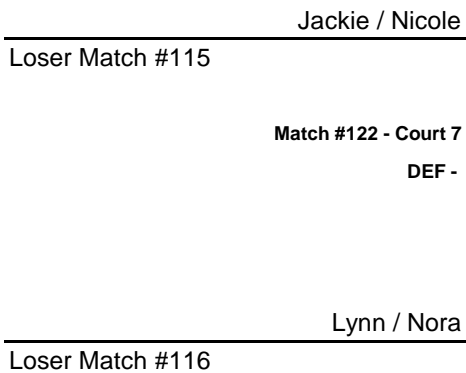 Jackie / Nicole
Loser Match #115
Match #122 - Court 7
DEF -
Lynn / Nora
Loser Match #116